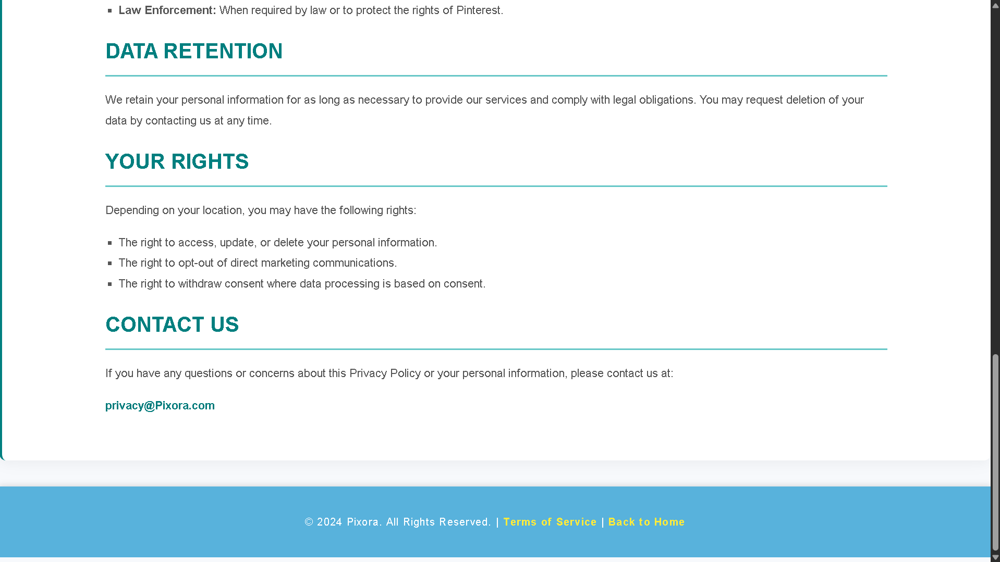 Law Enforcement: When required by law or to protect the rights of Pinterest.
DATA RETENTION
We retain your personal information for as long as necessary to provide our services and comply with legal obligations. You may request deletion of your
data by contacting us at any time.
YOUR RIGHTS
Depending on your location, you may have the following rights:
The right to access, update, or delete your personal information.
The right to opt-out of direct marketing communications.
The right to withdraw consent where data processing is based on consent.
CONTACT US
If you have any questions or concerns about this Privacy Policy or your personal information, please contact us at:
privacy@Pixora.com
© 2024 Pixora. All Rights Reserved. | Terms of Service | Back to Home